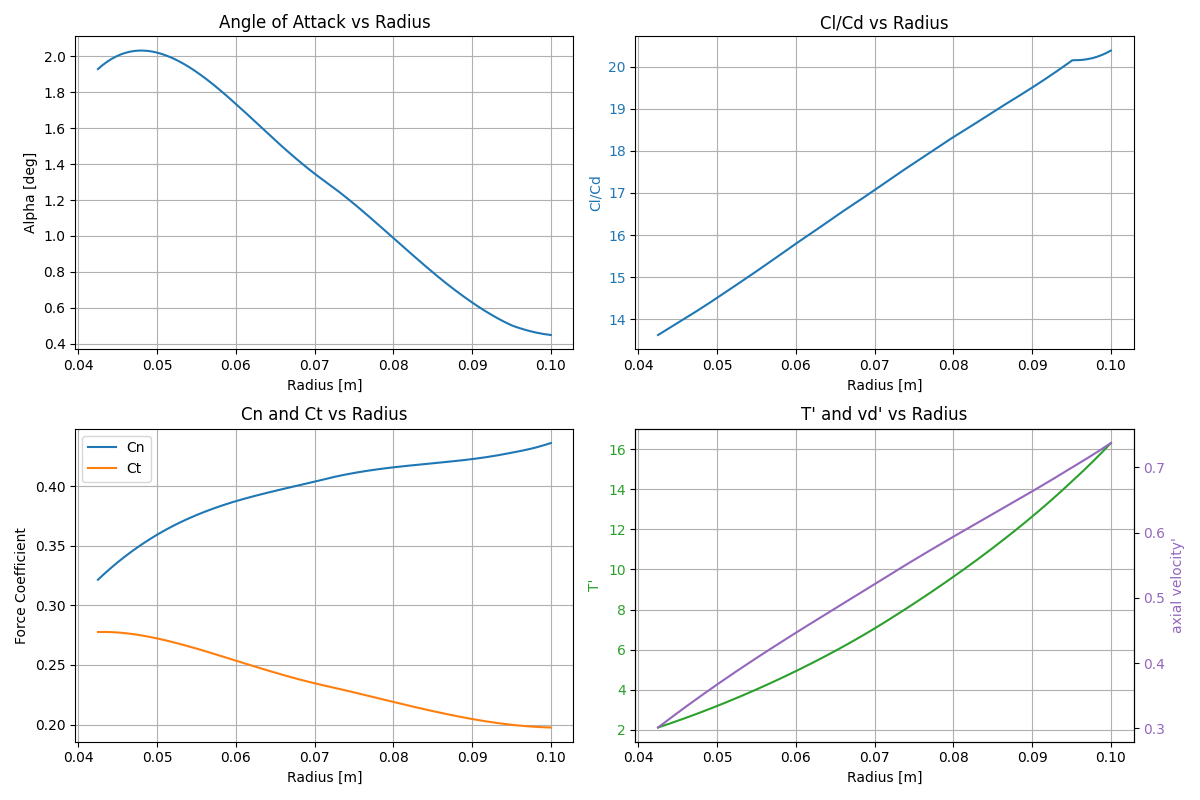 Angle of Attack vs Radius
Alpha [deg]
2.0
1.8
1.6
1.4
1.2
1.0
0.8
0.6
0.4
0.04 0.05 0.06 0.07 0.08 0.09 0.10
Radius [m]
Cl/Cd vs Radius
Cl/Cd
20
19
18
17
16
15
14
0.04 0.05 0.06 0.07 0.08 0.09 0.10
Radius [m]
Cn and Ct vs Radius
Cn
Ct
Force Coefficient
0.40
0.35
0.30
0.25
0.20
0.04 0.05 0.06 0.07 0.08 0.09 0.10
Radius [m]
T' and vd' vs Radius
T'
16
14
12
10
8
6
4
2
0.7
0.6
0.5
0.4
0.3
axial velocity'
0.04 0.05 0.06 0.07 0.08 0.09 0.10
Radius [m]